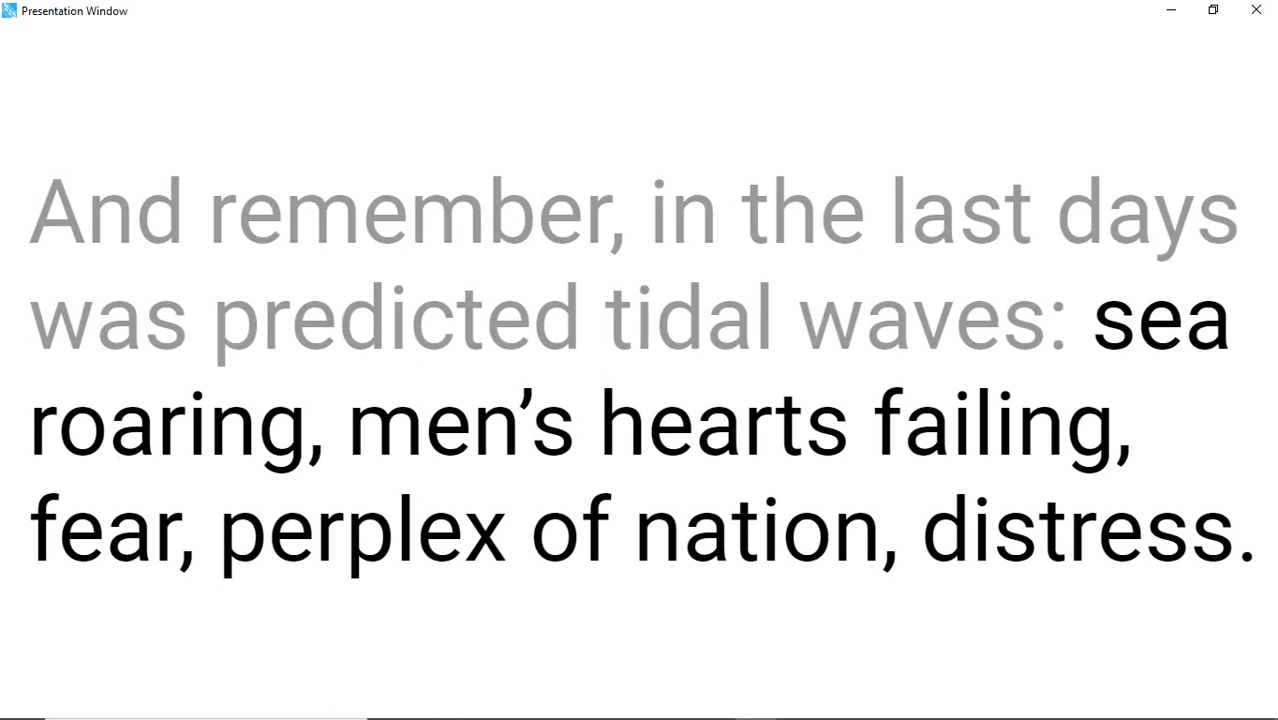 Presentation Window
And remember, in the last days
was predicted tidal waves: sea
roaring, men’s hearts failing,
fear, perplex of nation, distress.